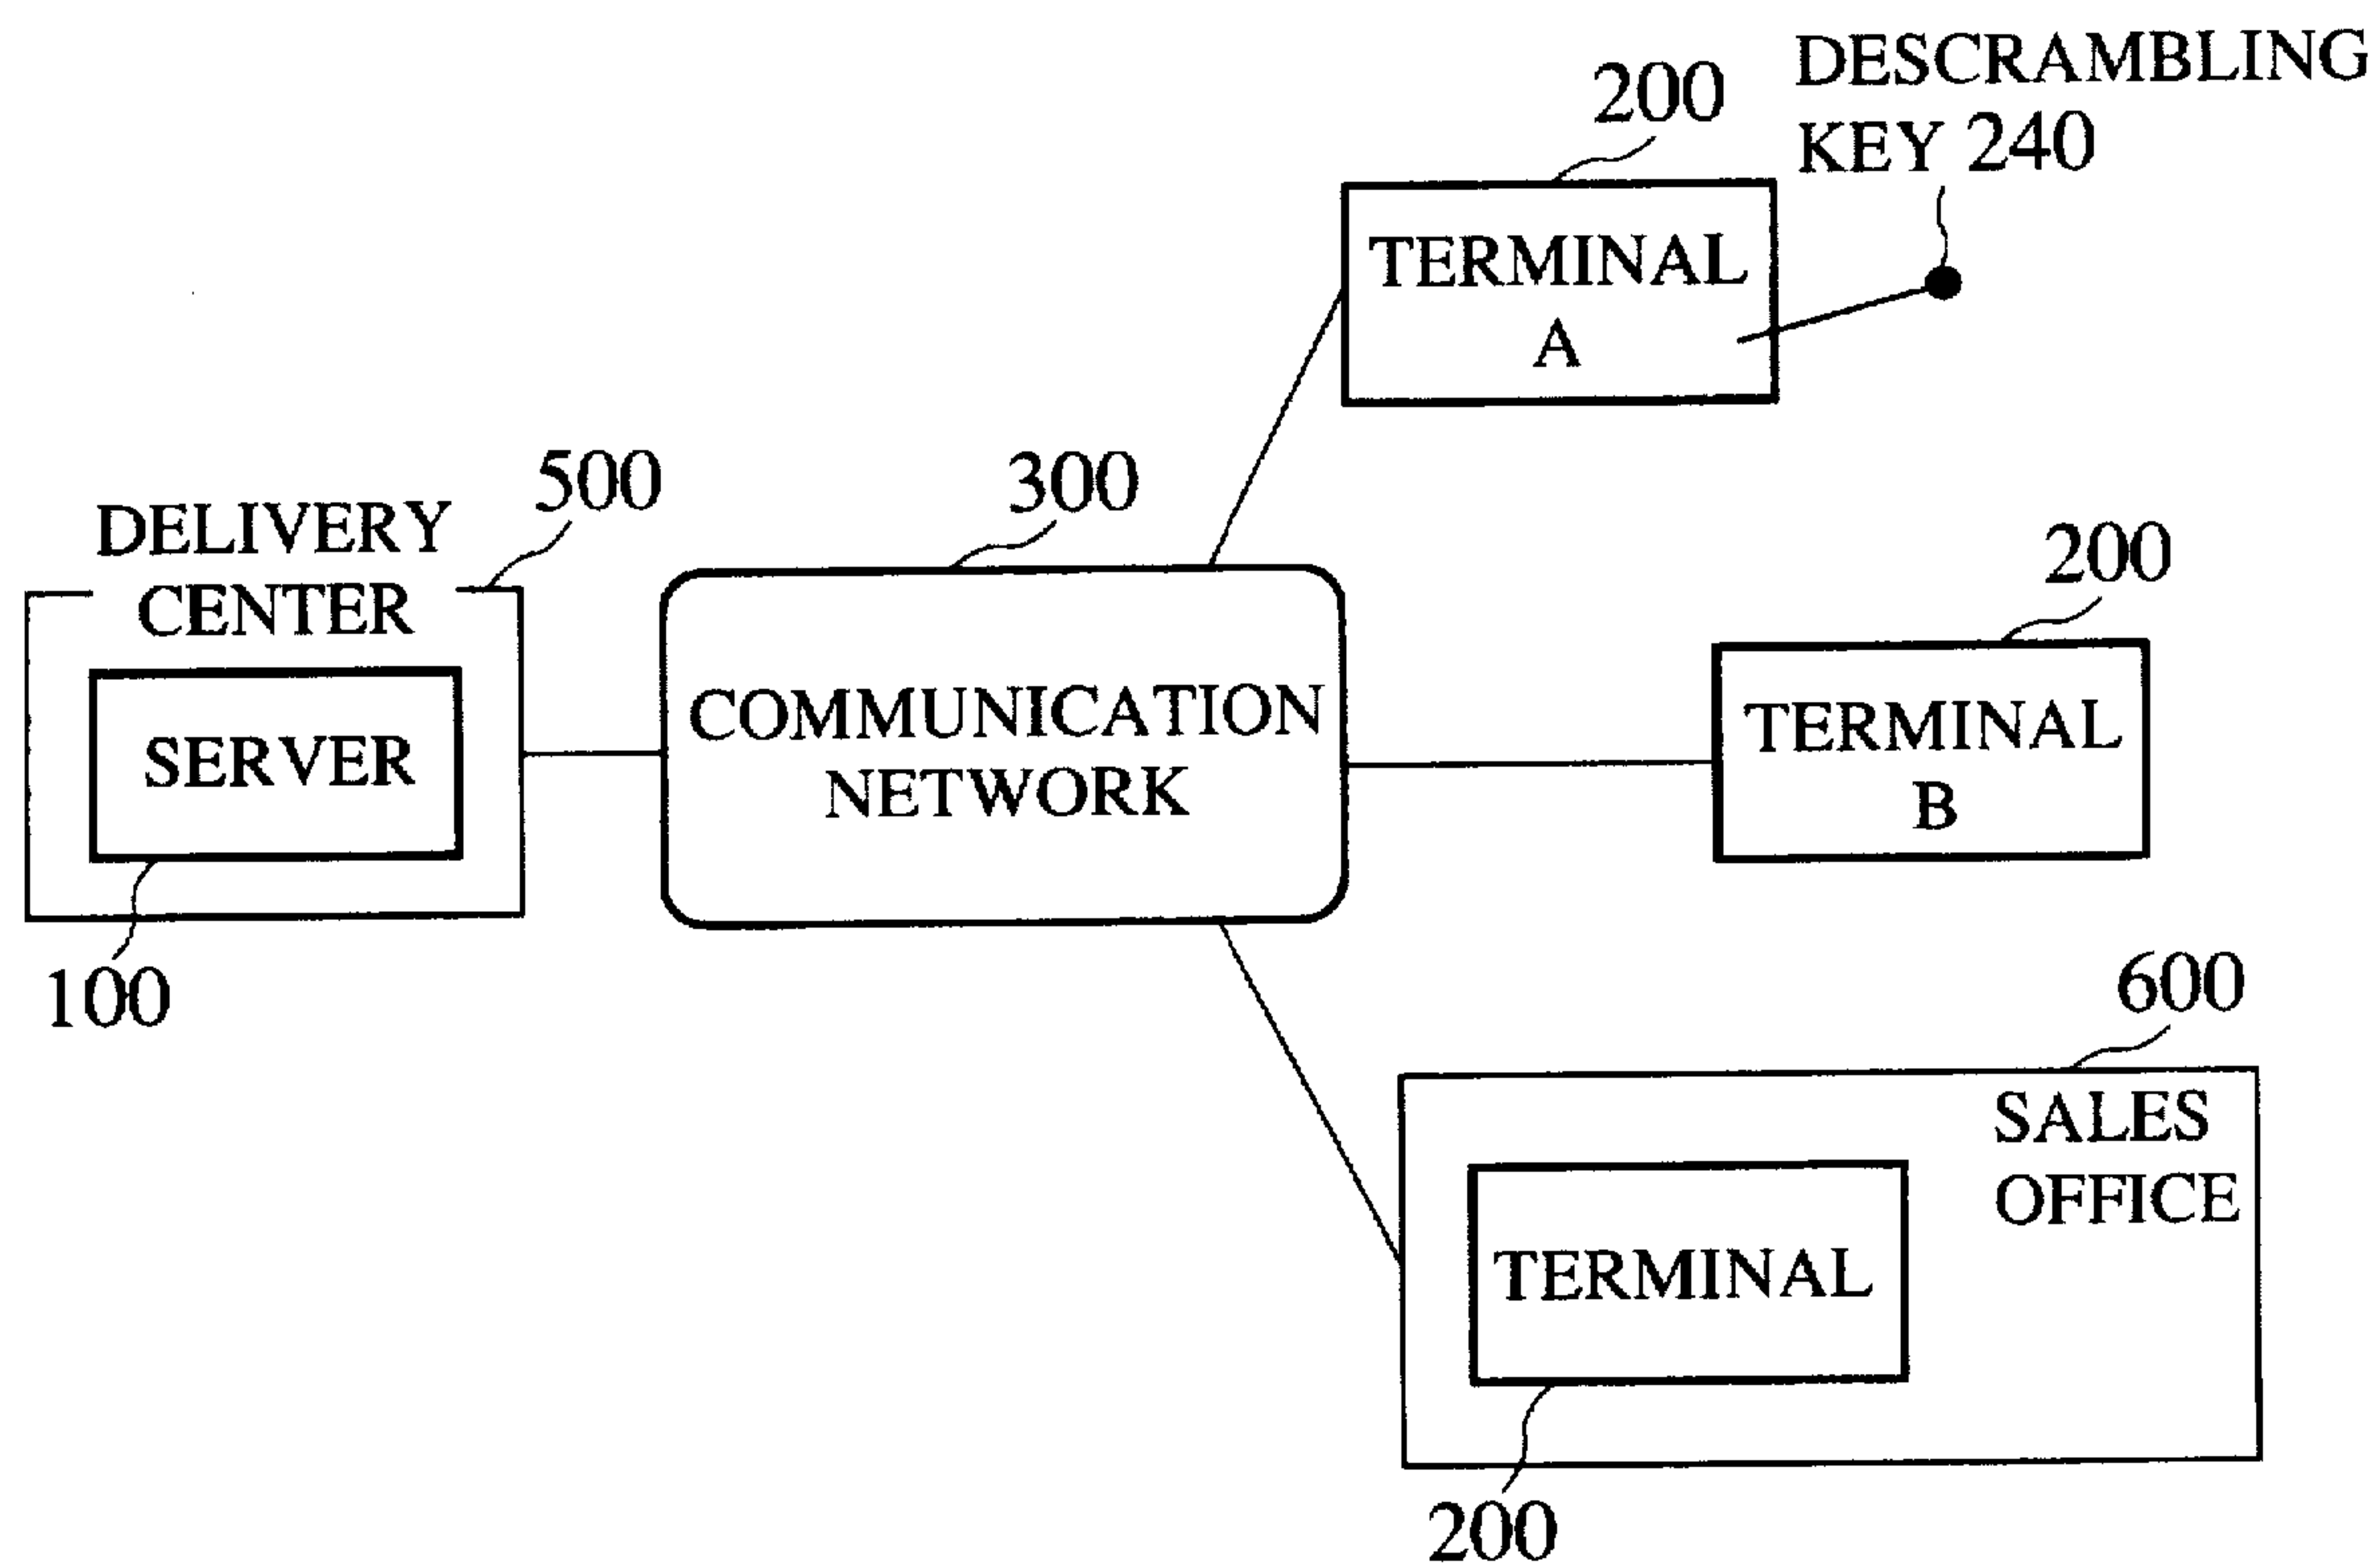 DESCRAMBLING
KEY 240
200
TERMINAL
A
500
DELIVERY
CENTER
SERVER
100
300
COMMUNICATION
NETWORK
200
TERMINAL
B
600
SALES
OFFICE
TERMINAL
200